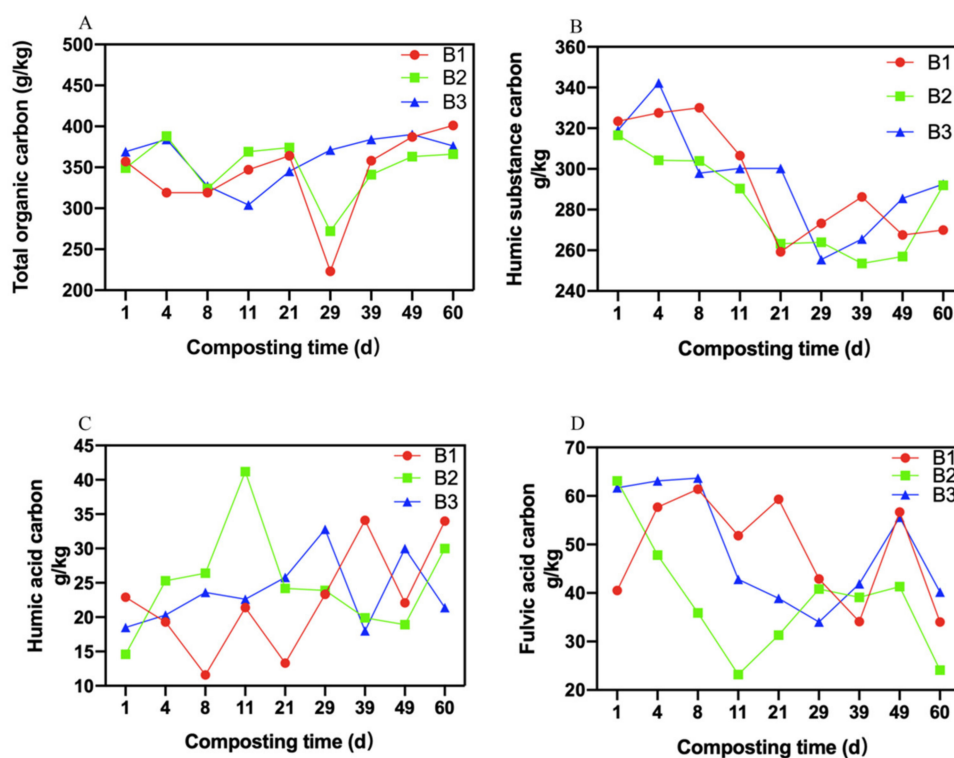 A
Total organic carbon (g/kg)
500
450
400
350
300
250
200
B1
B2
B3
1 4 8 11 21 29 39 49 60
Composting time (d)
B
Humic substance carbon
g/kg
360
340
320
300
280
260
240
B1
B2
B3
1 4 8 11 21 29 39 49 60
Composting time (d)
C
Humic acid carbon
g/kg
45
40
35
30
25
20
15
10
B1
B2
B3
1 4 8 11 21 29 39 49 60
Composting time (d)
D
Fulvic acid carbon
g/kg
70
60
50
40
30
20
B1
B2
B3
1 4 8 11 21 29 39 49 60
Composting time (d)